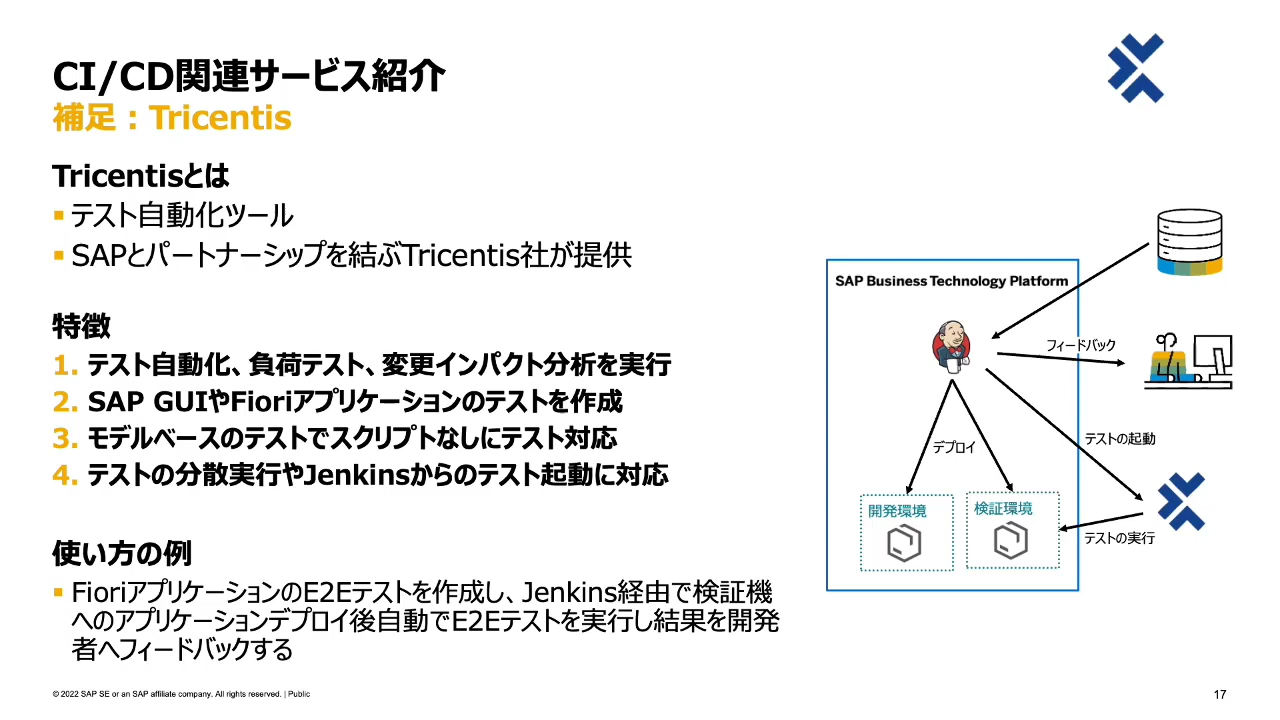 CI/CD関連サービス紹介
補足：Tricentis
Tricentisとは
▪ テスト自動化ツール
▪ SAPとパートナーシップを結ぶTricentis社が提供
特徴
1. テスト自動化、負荷テスト、変更インパクト分析を実行
2. SAP GUIやFioriアプリケーションのテストを作成
3. モデルベースのテストでスクリプトなしにテスト対応
4. テストの分散実行やJenkinsからのテスト起動に対応
使い方の例
▪ FioriアプリケーションのE2Eテストを作成し、Jenkins経由で検証機
へのアプリケーションデプロイ後自動でE2Eテストを実行し結果を開発
者へフィードバックする
SAP Business Technology Platform
フィードバック
デプロイ
テストの起動
開発環境
検証環境
テストの実行
© 2022 SAP SE or an SAP affiliate company. All rights reserved. | Public
17